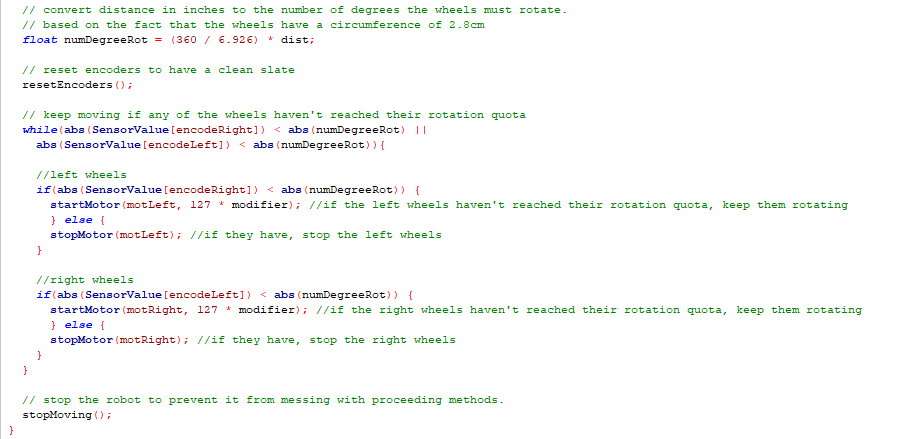 // convert distance in inches to the number of degrees the wheels must rotate.
// based on the fact that the wheels have a circumference of 2.8cm
float numDegreeRot = (360 / 6.926) * dist;
// reset encoders to have a clean slate
resetEncoders();
// keep moving if any of the wheels haven't reached their rotation quota
while(abs(SensorValue[encodeRight]) < abs(numDegreeRot) ||
abs(SensorValue[encodeLeft]) < abs(numDegreeRot)){
//left wheels
if(abs(SensorValue[encodeRight]) < abs(numDegreeRot)) {
startMotor(motLeft, 127 * modifier); //if the left wheels haven't reached their rotation quota, keep them rotating
} else {
stopMotor(motLeft); //if they have, stop the left wheels
}
//right wheels
if(abs(SensorValue[encodeLeft]) < abs(numDegreeRot)) {
startMotor(motRight, 127 * modifier); //if the right wheels haven't reached their rotation quota, keep them rotating
} else {
stopMotor(motRight); //if they have, stop the right wheels
}
}
// stop the robot to prevent it from messing with proceeding methods.
stopMoving();
}